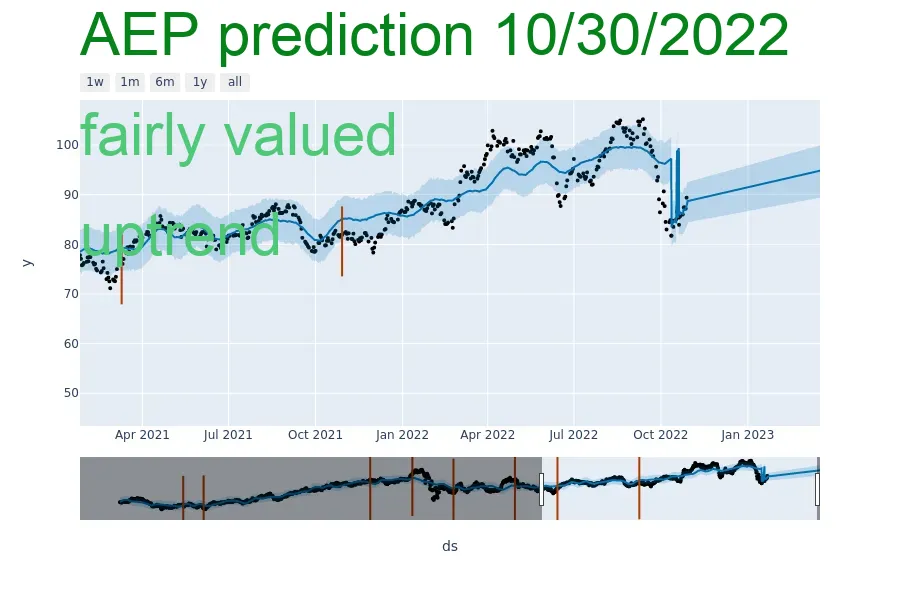 AEP prediction 10/30/2022
1w 1m 6m 1y all
fairly valued
uptrend
100
90
80
70
60
50
y
Apr 2021 Jul 2021 Oct 2021 Jan 2022 Apr 2022 Jul 2022 Oct 2022 Jan 2023
ds